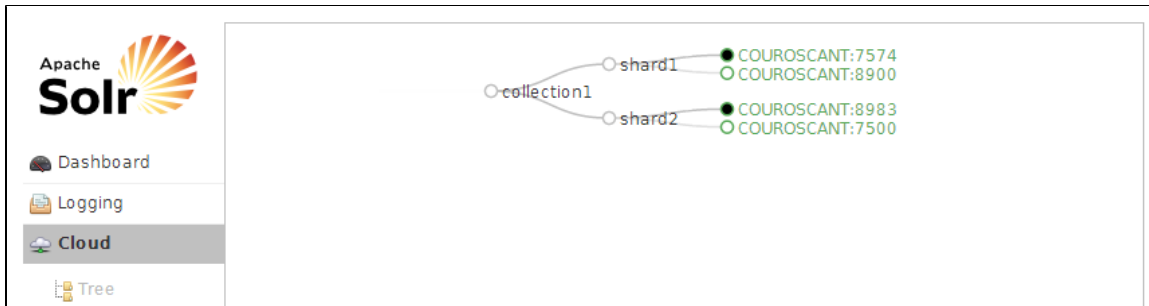 Apache
Solr
Dashboard
Logging
Cloud
Tree
collection1
shard1
COUROSCANT:7574
COUROSCANT:8900
shard2
COUROSCANT:8983
COUROSCANT:7500